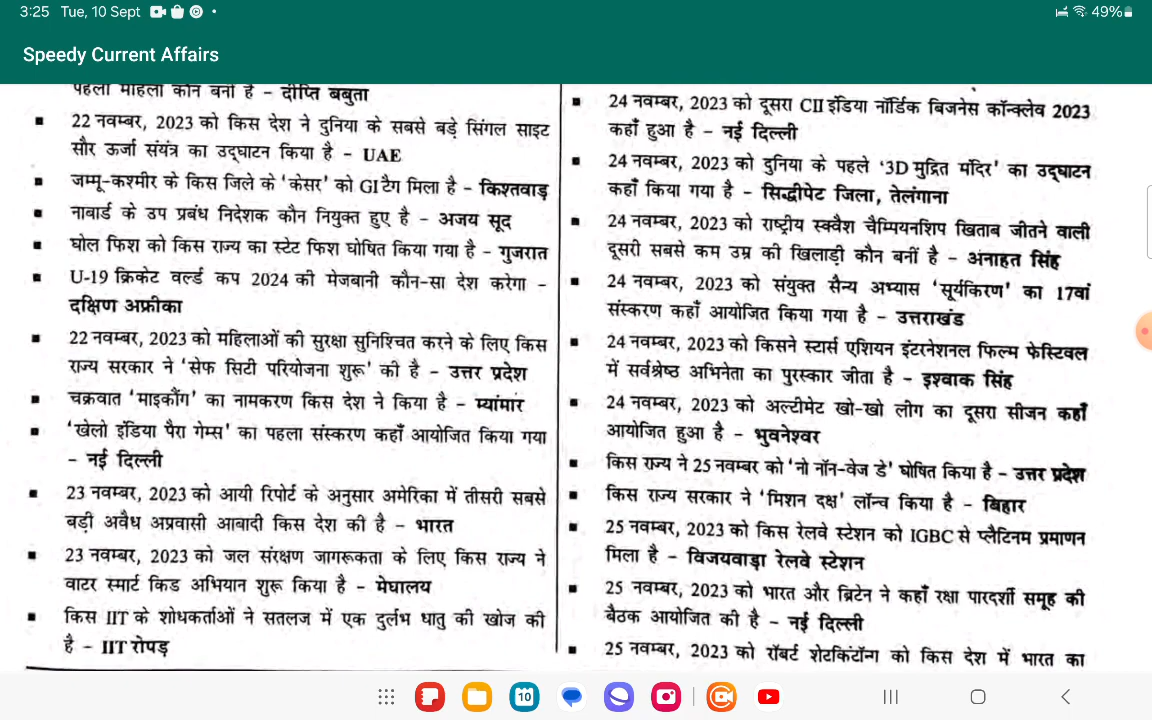 3:25 Tue, 10 Sept
49%
Speedy Current Affairs
पहली महिला कौन बनी है – दीप्ति बबुता
▪ 22 नवम्बर, 2023 को किस देश ने दुनिया के सबसे बड़े सिंगल साइट
सौर ऊर्जा संयंत्र का उद्घाटन किया है – UAE
▪ जम्मू-कश्मीर के किस जिले के ‘केसर’ को GI टैग मिला है – किश्तवाड़
▪ नाबार्ड के उप प्रबंध निदेशक कौन नियुक्त हुए है – अजय सूद
▪ घोल फिश को किस राज्य का स्टेट फिश घोषित किया गया है – गुजरात
▪ U-19 क्रिकेट वर्ल्ड कप 2024 की मेजबानी कौन-सा देश करेगा –
दक्षिण अफ्रीका
▪ 22 नवम्बर, 2023 को महिलाओं की सुरक्षा सुनिश्चित करने के लिए किस
राज्य सरकार ने ‘सेफ सिटी परियोजना शुरू’ की है – उत्तर प्रदेश
▪ चक्रवात ‘माइकौंग’ का नामकरण किस देश ने किया है – म्यांमार
▪ ‘खेलो इंडिया पैरा गेम्स’ का पहला संस्करण कहाँ आयोजित किया गया
– नई दिल्ली
▪ 23 नवम्बर, 2023 को आयी रिपोर्ट के अनुसार अमेरिका में तीसरी सबसे
बड़ी अवैध अप्रवासी आबादी किस देश की है – भारत
▪ 23 नवम्बर, 2023 को जल संरक्षण जागरूकता के लिए किस राज्य ने
वाटर स्मार्ट किड अभियान शुरू किया है – मेघालय
▪ किस IIT के शोधकर्ताओं ने सतलज में एक दुर्लभ धातु की खोज की
है – IIT रोपड़
▪ 24 नवम्बर, 2023 को दूसरा CII इंडिया नॉर्डिक बिजनेस कॉन्क्लेव 2023
कहाँ हुआ है – नई दिल्ली
▪ 24 नवम्बर, 2023 को दुनिया के पहले ‘3D मुद्रित मंदिर’ का उद्घाटन
कहाँ किया गया है – सिद्धीपेट जिला, तेलंगाना
▪ 24 नवम्बर, 2023 को राष्ट्रीय स्क्वैश चैम्पियनशिप खिताब जीतने वाली
दूसरी सबसे कम उम्र की खिलाड़ी कौन बनीं है – अंनाहत सिंह
▪ 24 नवम्बर, 2023 को संयुक्त सैन्य अभ्यास ‘सूर्यकिरण’ का 17वां
संस्करण कहाँ आयोजित किया गया है – उत्तराखंड
▪ 24 नवम्बर, 2023 को किसने स्टार्स एशियन इंटरनेशनल फिल्म फेस्टिवल
में सर्वश्रेष्ठ अभिनेता का पुरस्कार जीता है – इश्वाक सिंह
▪ 24 नवम्बर, 2023 को अल्टीमेट खो-खो लीग का दूसरा सीजन कहाँ
आयोजित हुआ है – भुवनेश्वर
▪ किस राज्य ने 25 नवम्बर को ‘नो नॉन-वेज डे’ घोषित किया है – उत्तर प्रदेश
▪ किस राज्य सरकार ने ‘मिशन दक्ष’ लॉन्च किया है – बिहार
▪ 25 नवम्बर, 2023 को किस रेलवे स्टेशन को IGBC से प्लैटिनम प्रमाणन
मिला है – विजयवाड़ा रेलवे स्टेशन
▪ 25 नवम्बर, 2023 को भारत और ब्रिटेन ने कहाँ रक्षा पारदर्शी समूह की
बैठक आयोजित की है – नई दिल्ली
▪ 25 नवम्बर, 2023 को रॉबर्ट शेटकिंटॉन्ग को किस देश में भारत का
10